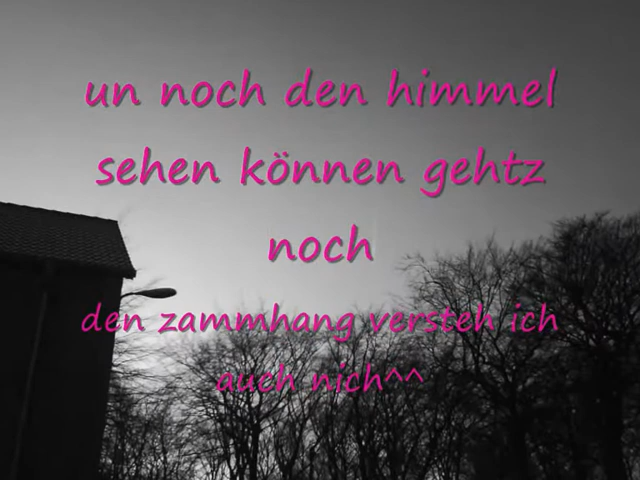 un noch den himmel
sehen können gehtz
noch
den zammhang versteh ich
auch nich^^